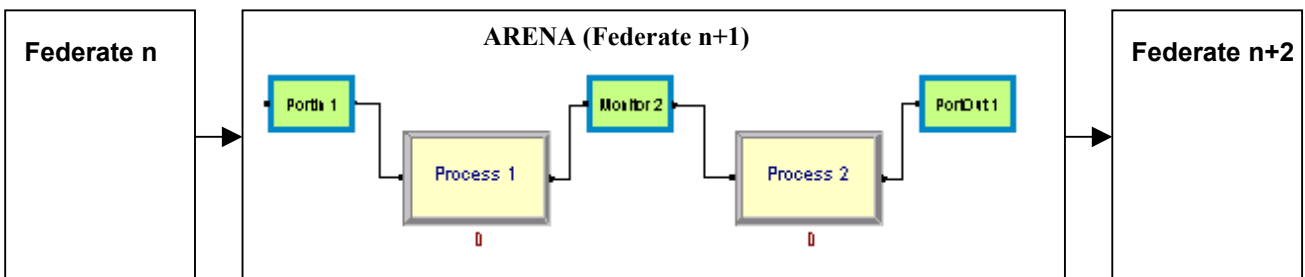 Federate n
ARENA (Federate n+1)
Federate n+2
PortIn 1
Monitor 2
PortOut 1
Process 1
Process 2
0
0